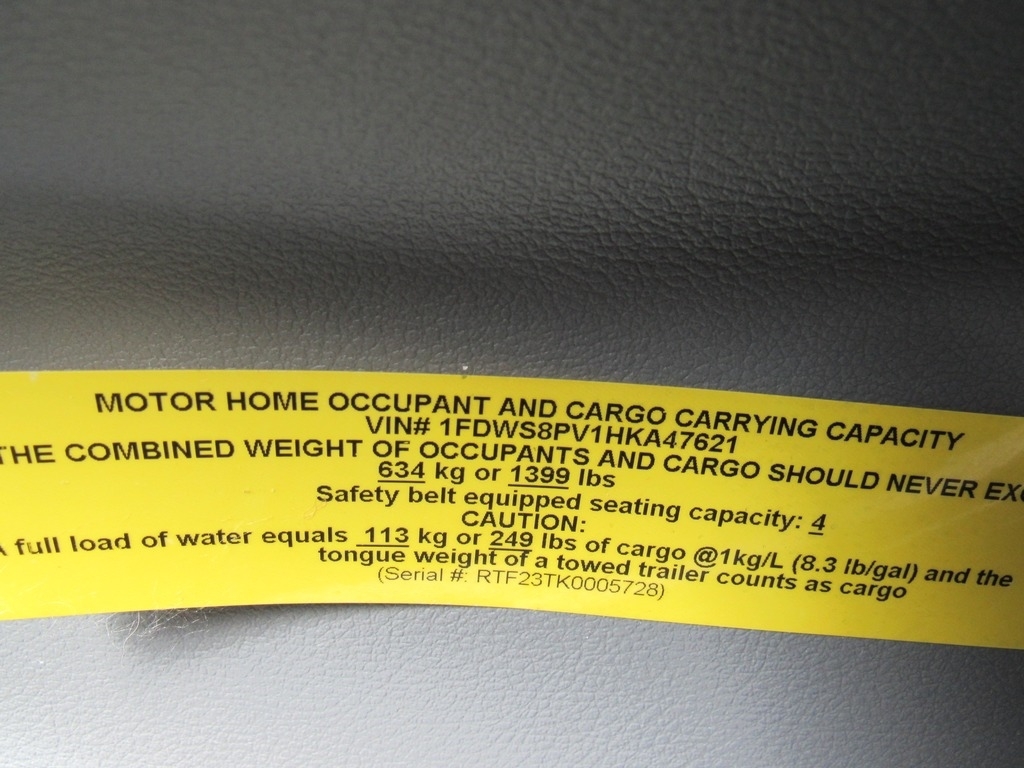 MOTOR HOME OCCUPANT AND CARGO CARRYING CAPACITY
VIN# 1FDWS8PV1HKA47621
THE COMBINED WEIGHT OF OCCUPANTS AND CARGO SHOULD NEVER EXC
634 kg or 1399 lbs
Safety belt equipped seating capacity: 4
CAUTION:
A full load of water equals 113 kg or 249 lbs of cargo @1kg/L (8.3 lb/gal) and the
tongue weight of a towed trailer counts as cargo
(Serial #: RTF23TK0005728)